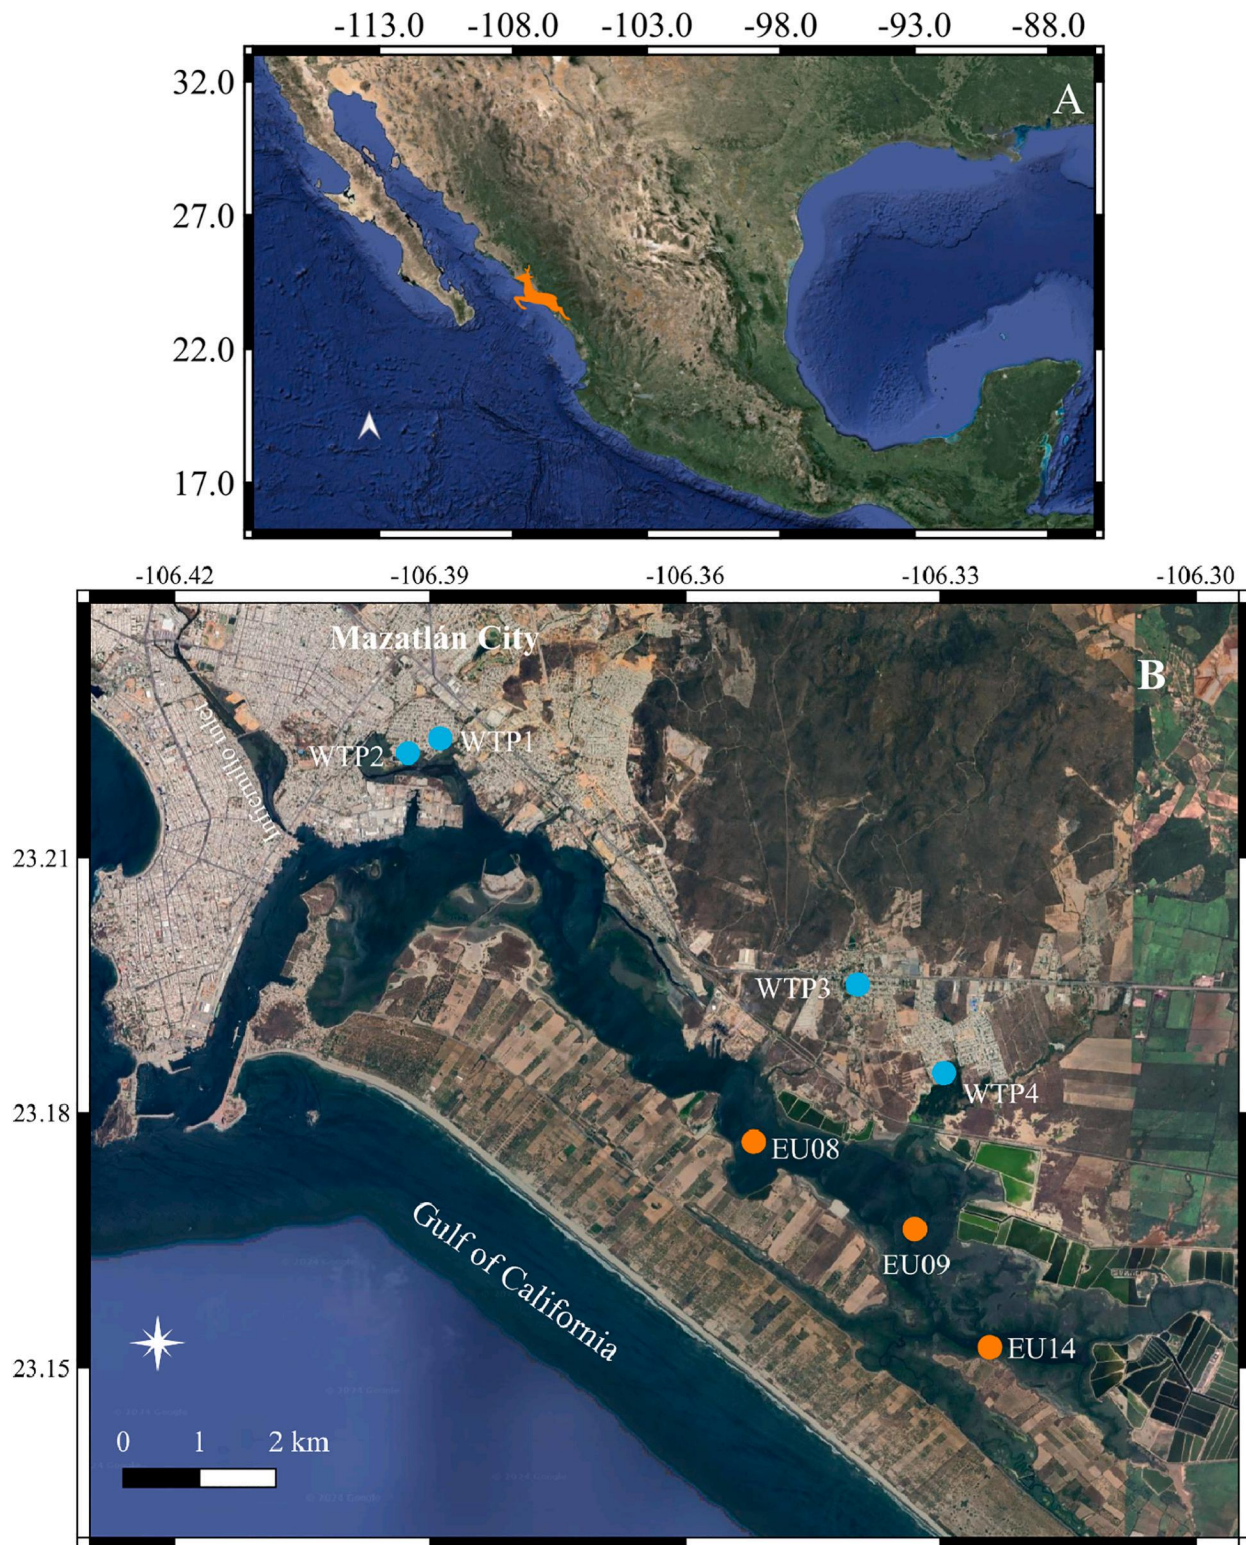 -113.0 -108.0 -103.0 -98.0 -93.0 -88.0
32.0
A
27.0
22.0
17.0
-106.42 -106.39 -106.36 -106.33 -106.30
Mazatlán City
B
Infiernillo inlet
WTP2
WTP1
23.21
WTP3
WTP4
23.18
EU08
Gulf of California
EU09
EU14
23.15
0 1 2 km